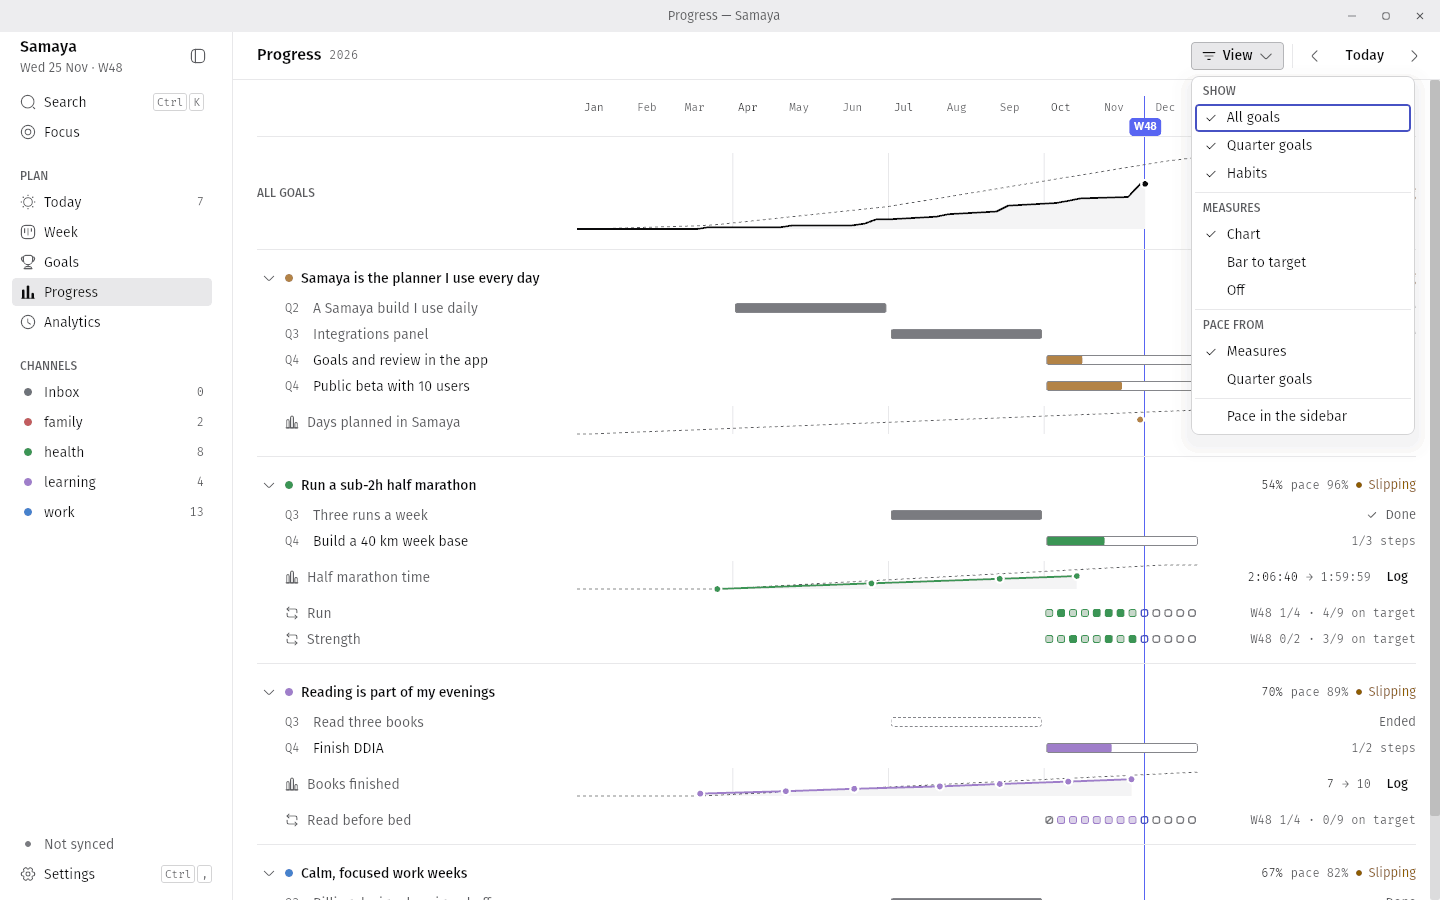 Progress — Samaya
Samaya
Wed 25 Nov · W48
Search Ctrl K
Focus
PLAN
Today 7
Week
Goals
Progress
Analytics
CHANNELS
Inbox 0
family 2
health 8
learning 4
work 13
Not synced
Settings Ctrl ,
Progress 2026
View
Today
Jan Feb Mar Apr May Jun Jul Aug Sep Oct Nov Dec
W48
ALL GOALS
SHOW
All goals
Quarter goals
Habits
MEASURES
Chart
Bar to target
Off
PACE FROM
Measures
Quarter goals
Pace in the sidebar
Samaya is the planner I use every day
Q2 A Samaya build I use daily
Q3 Integrations panel
Q4 Goals and review in the app
Q4 Public beta with 10 users
Days planned in Samaya
Run a sub-2h half marathon 54% pace 96% Slipping
Q3 Three runs a week Done
Q4 Build a 40 km week base 1/3 steps
Half marathon time 2:06:40 → 1:59:59 Log
Run W48 1/4 · 4/9 on target
Strength W48 0/2 · 3/9 on target
Reading is part of my evenings 70% pace 89% Slipping
Q3 Read three books Ended
Q4 Finish DDIA 1/2 steps
Books finished 7 → 10 Log
Read before bed W48 1/4 · 0/9 on target
Calm, focused work weeks 67% pace 82% Slipping